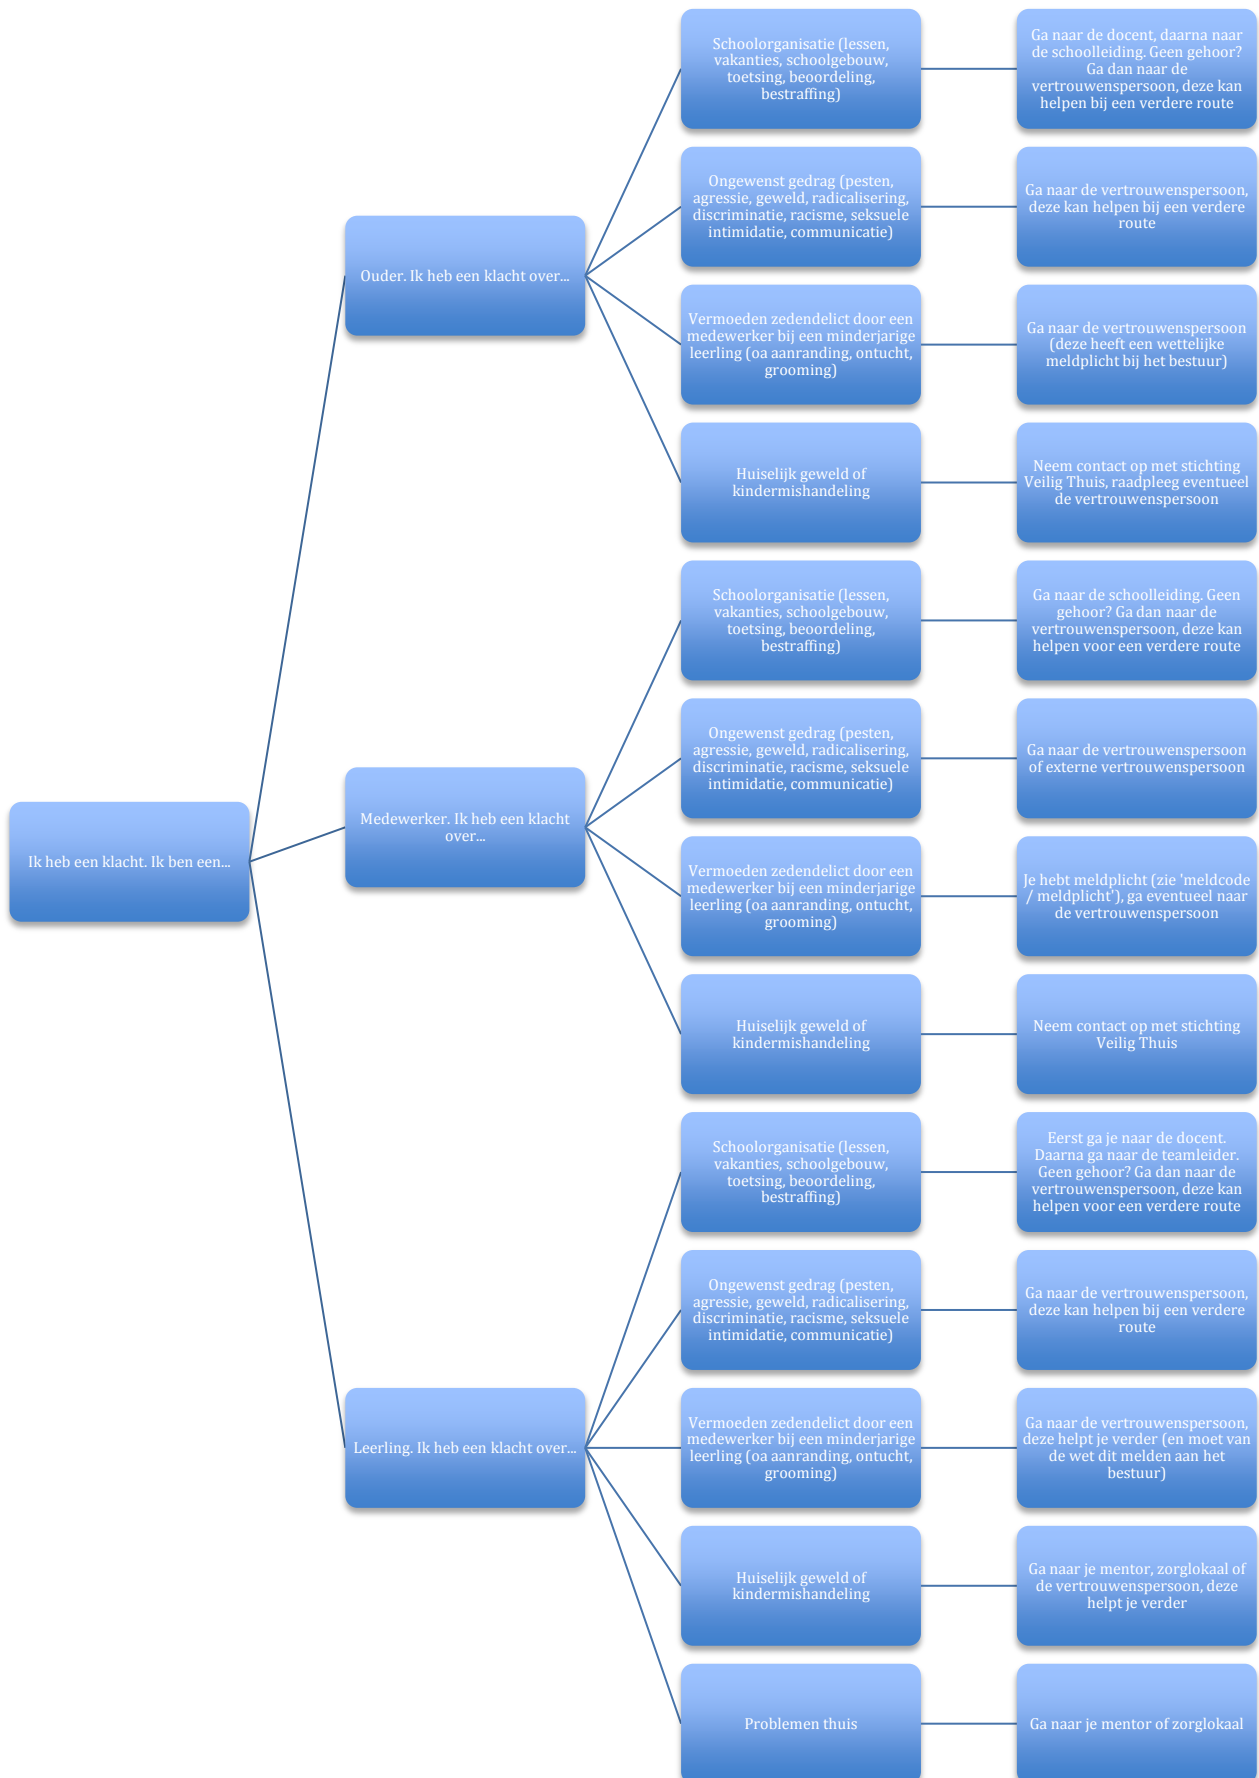 Ik heb een klacht. Ik ben een...
Ouder. Ik heb een klacht over...
Schoolorganisatie (lessen,
vakanties, schoolgebouw,
toetsing, beoordeling,
bestraffing)
Ga naar de docent, daarna naar
de schoolleiding. Geen gehoor?
Ga dan naar de
vertrouwenspersoon, deze kan
helpen bij een verdere route
Ongewenst gedrag (pesten,
agressie, geweld, radicalisering,
discriminatie, racisme, seksuele
intimidatie, communicatie)
Ga naar de vertrouwenspersoon,
deze kan helpen bij een verdere
route
Vermoeden zedendelict door een
medewerker bij een minderjarige
leerling (oa aanranding, ontucht,
grooming)
Ga naar de vertrouwenspersoon
(deze heeft een wettelijke
meldplicht bij het bestuur)
Huiselijk geweld of
kindermishandeling
Neem contact op met stichting
Veilig Thuis, raadpleeg eventueel
de vertrouwenspersoon
Medewerker. Ik heb een klacht
over...
Schoolorganisatie (lessen,
vakanties, schoolgebouw,
toetsing, beoordeling,
bestraffing)
Ga naar de schoolleiding. Geen
gehoor? Ga dan naar de
vertrouwenspersoon, deze kan
helpen voor een verdere route
Ongewenst gedrag (pesten,
agressie, geweld, radicalisering,
discriminatie, racisme, seksuele
intimidatie, communicatie)
Ga naar de vertrouwenspersoon
of externe vertrouwenspersoon
Vermoeden zedendelict door een
medewerker bij een minderjarige
leerling (oa aanranding, ontucht,
grooming)
Je hebt meldplicht (zie 'meldcode
/ meldplicht'), ga eventueel naar
de vertrouwenspersoon
Huiselijk geweld of
kindermishandeling
Neem contact op met stichting
Veilig Thuis
Leerling. Ik heb een klacht over...
Schoolorganisatie (lessen,
vakanties, schoolgebouw,
toetsing, beoordeling,
bestraffing)
Eerst ga je naar de docent.
Daarna ga naar de teamleider.
Geen gehoor? Ga dan naar de
vertrouwenspersoon, deze kan
helpen voor een verdere route
Ongewenst gedrag (pesten,
agressie, geweld, radicalisering,
discriminatie, racisme, seksuele
intimidatie, communicatie)
Ga naar de vertrouwenspersoon,
deze kan helpen bij een verdere
route
Vermoeden zedendelict door een
medewerker bij een minderjarige
leerling (oa aanranding, ontucht,
grooming)
Ga naar de vertrouwenspersoon,
deze helpt je verder (en moet van
de wet dit melden aan het
bestuur)
Huiselijk geweld of
kindermishandeling
Ga naar je mentor, zorglokaal of
de vertrouwenspersoon, deze
helpt je verder
Problemen thuis
Ga naar je mentor of zorglokaal